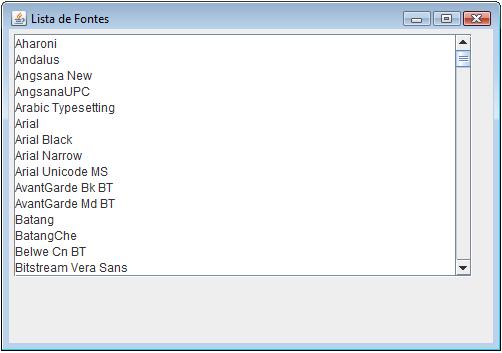 Lista de Fontes
Aharoni
Andalus
Angsana New
AngsanaUPC
Arabic Typesetting
Arial
Arial Black
Arial Narrow
Arial Unicode MS
AvantGarde Bk BT
AvantGarde Md BT
Batang
BatangChe
Belwe Cn BT
Bitstream Vera Sans